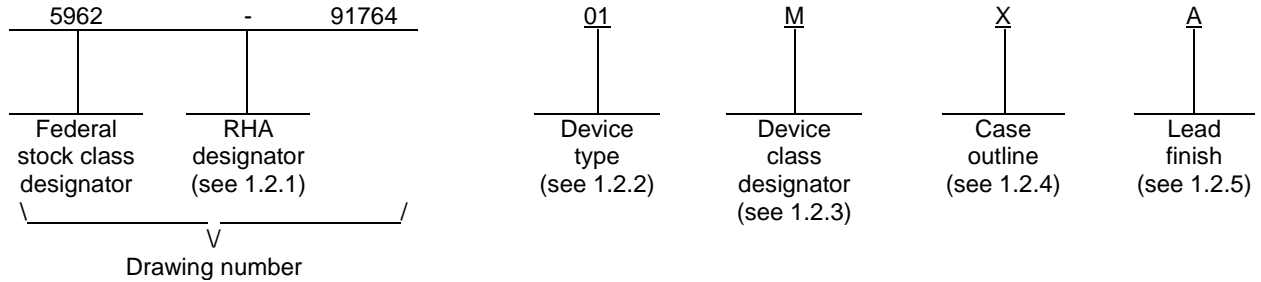 5962 - 91764 01 M X A
Federal stock class designator
RHA designator (see 1.2.1)
Device type (see 1.2.2)
Device class designator (see 1.2.3)
Case outline (see 1.2.4)
Lead finish (see 1.2.5)
\ /
\/
Drawing number